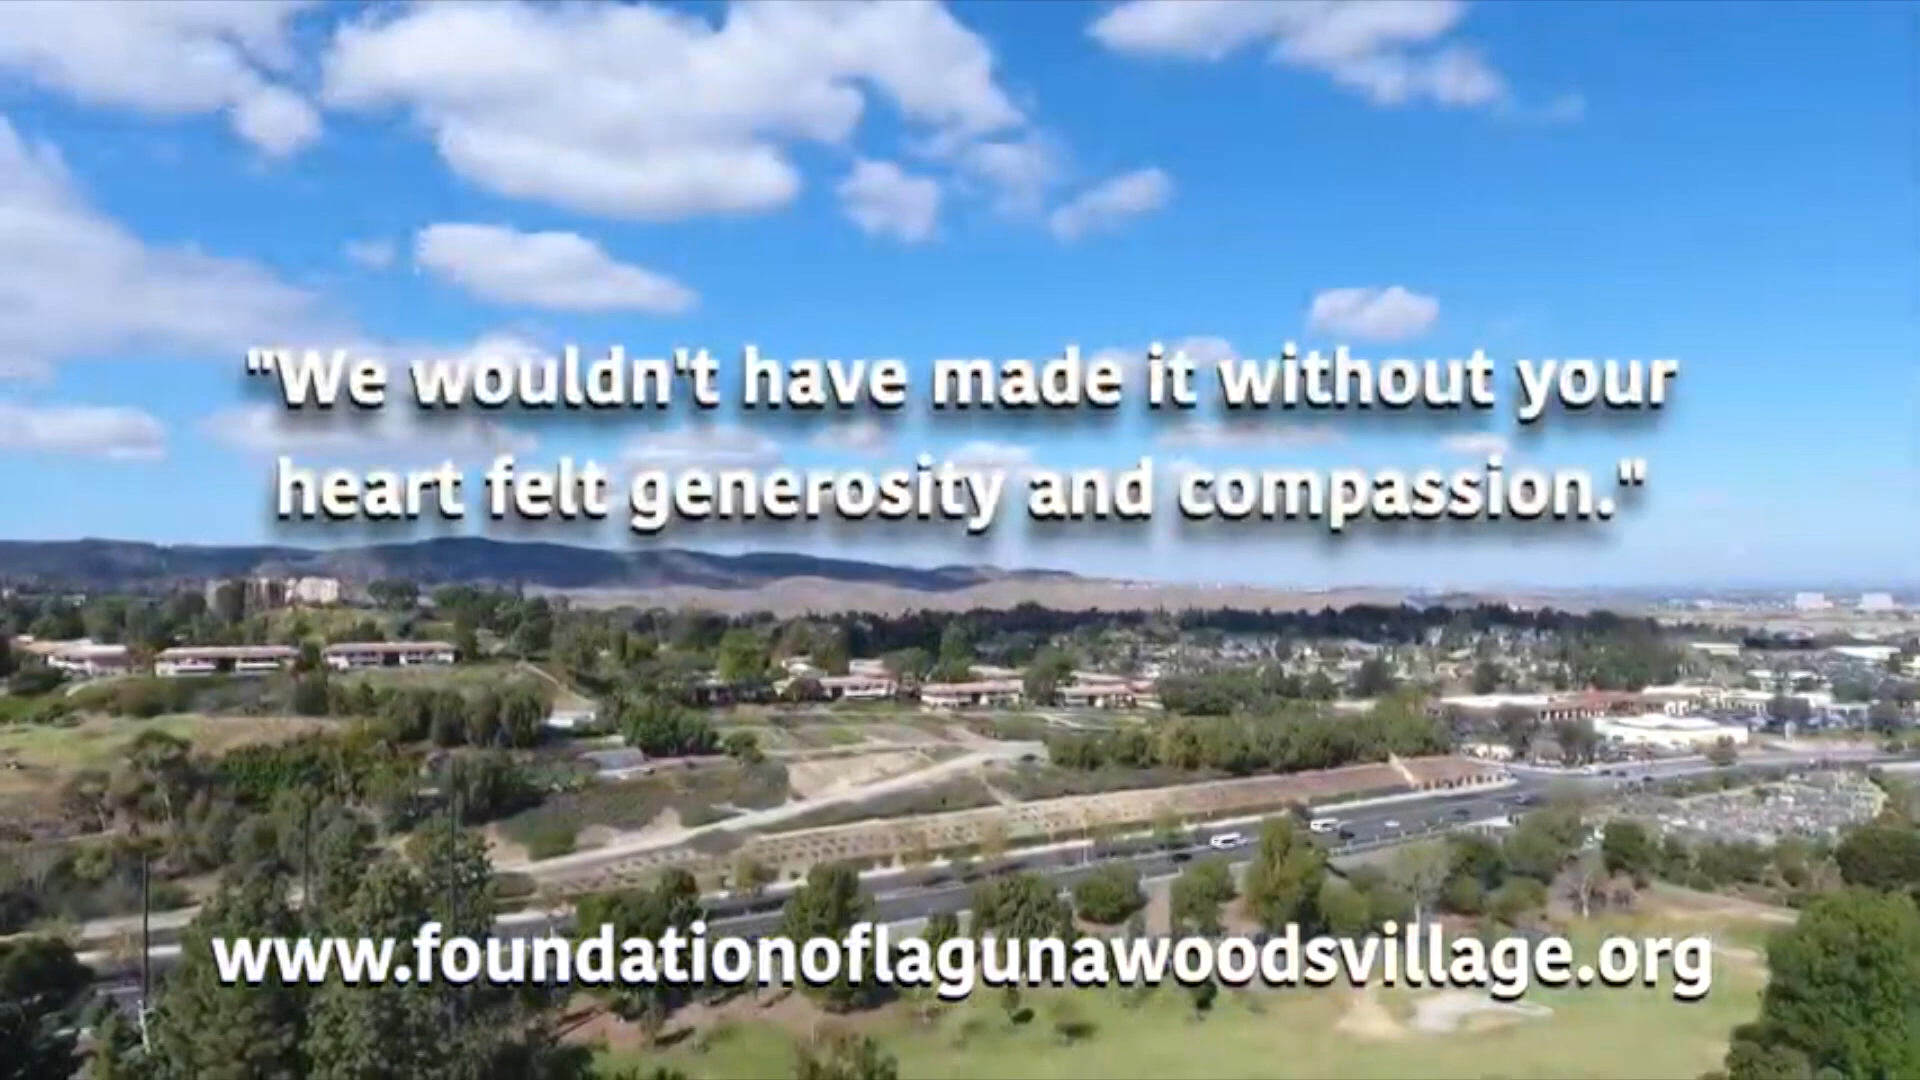 "We wouldn't have made it without your
heart felt generosity and compassion."
www.foundationoflagunawoodsvillage.org